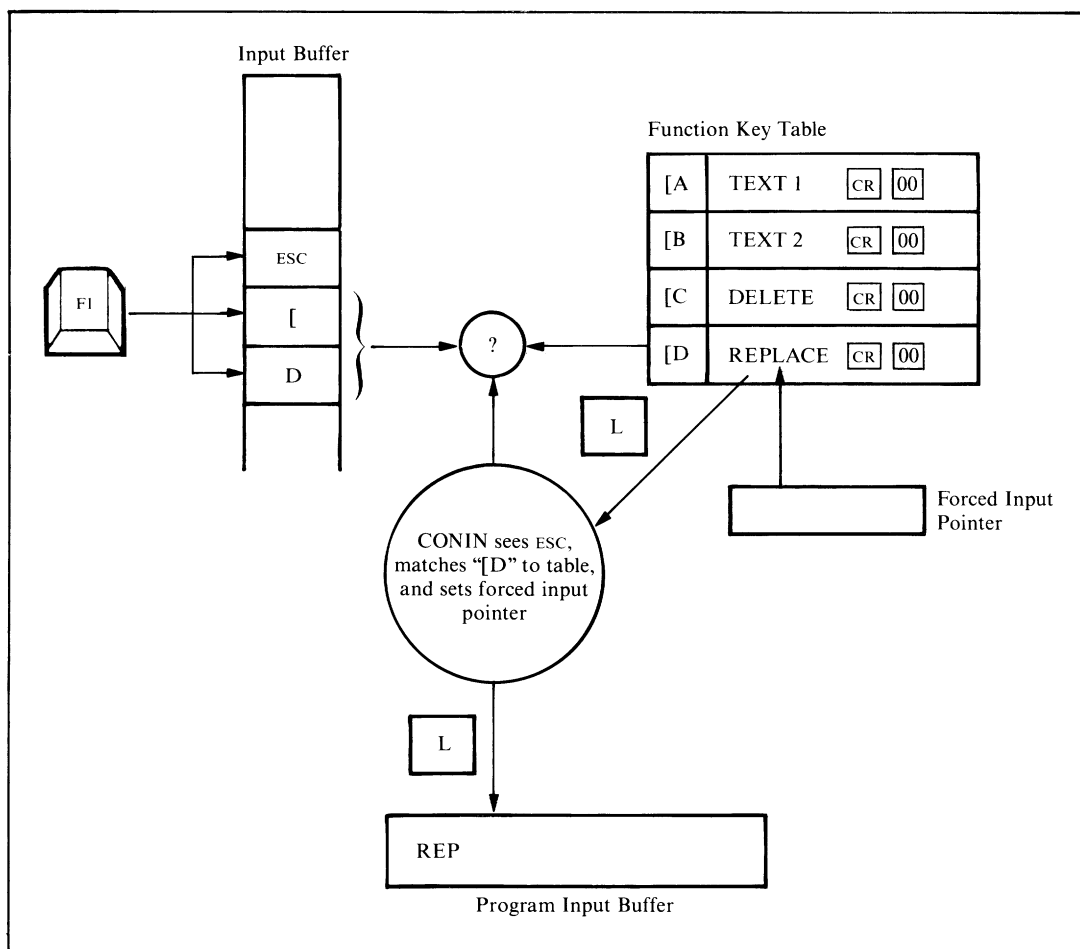 Input Buffer
Function Key Table
[A TEXT 1 CR 00
[B TEXT 2 CR 00
[C DELETE CR 00
[D REPLACE CR 00
ESC
F1
[
D
?
L
Forced Input
Pointer
CONIN sees ESC,
matches “[D” to table,
and sets forced input
pointer
L
REP
Program Input Buffer